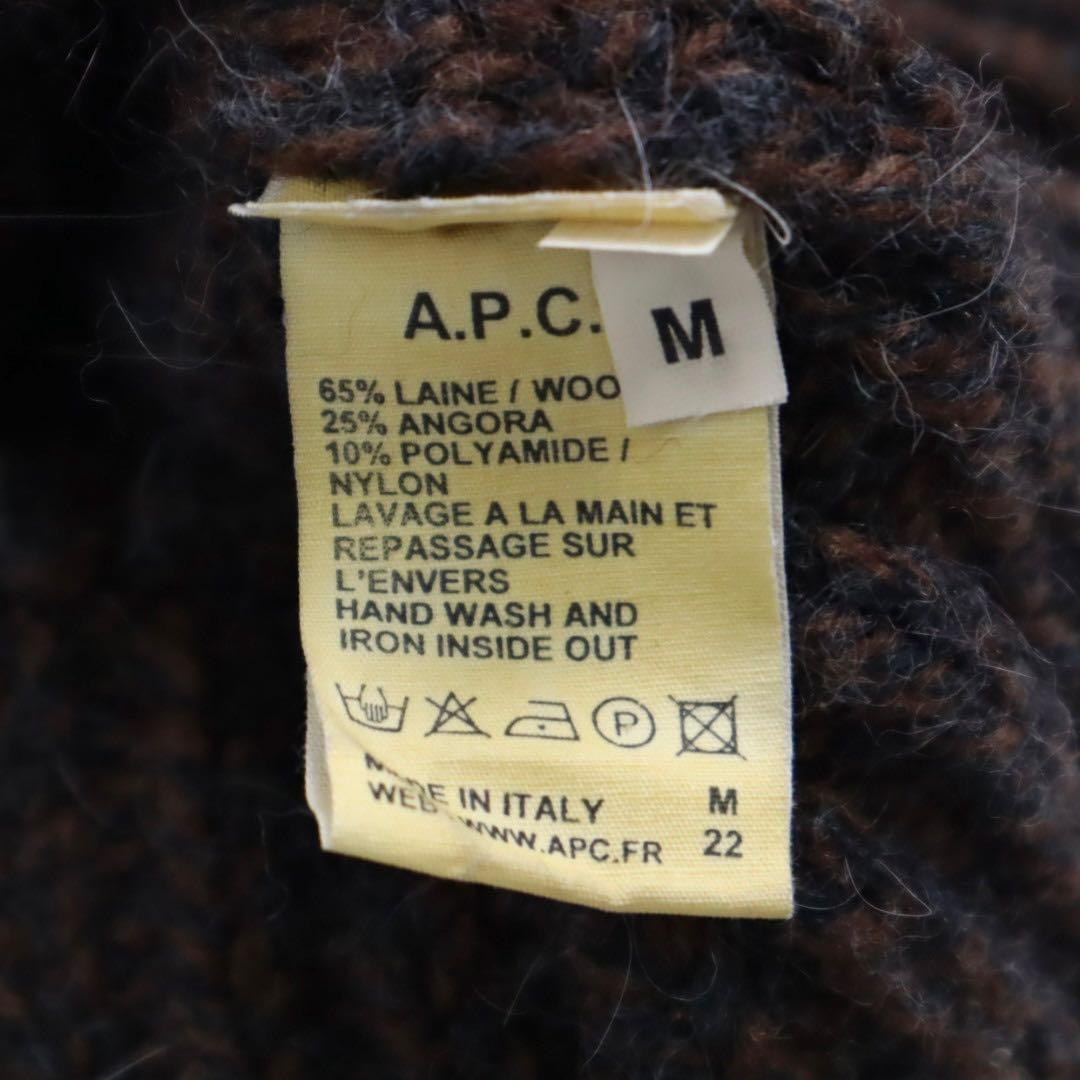 A.P.C.
M
65% LAINE / WOO
25% ANGORA
10% POLYAMIDE /
NYLON
LAVAGE A LA MAIN ET
REPASSAGE SUR
L'ENVERS
HAND WASH AND
IRON INSIDE OUT
P
MADE IN ITALY M
WEB WWW.APC.FR 22